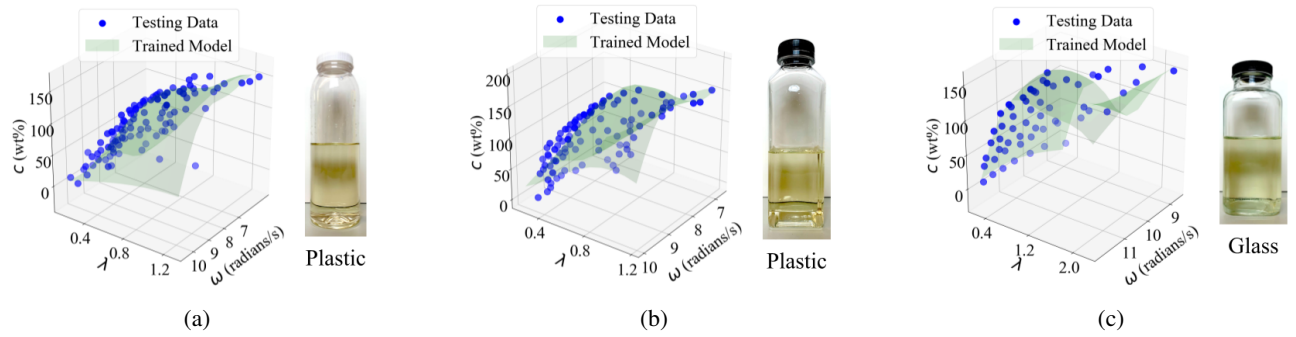 Testing Data
Trained Model
150
100
50
0
c (wt%)
0.4
0.8
1.2
λ
10
9
8
7
ω (radians/s)
Plastic
(a)
Testing Data
Trained Model
200
150
100
50
0
c (wt%)
0.4
0.8
1.2
λ
10
9
8
7
ω (radians/s)
Plastic
(b)
Testing Data
Trained Model
150
100
50
0
c (wt%)
0.4
1.2
2.0
λ
11
10
9
ω (radians/s)
Glass
(c)